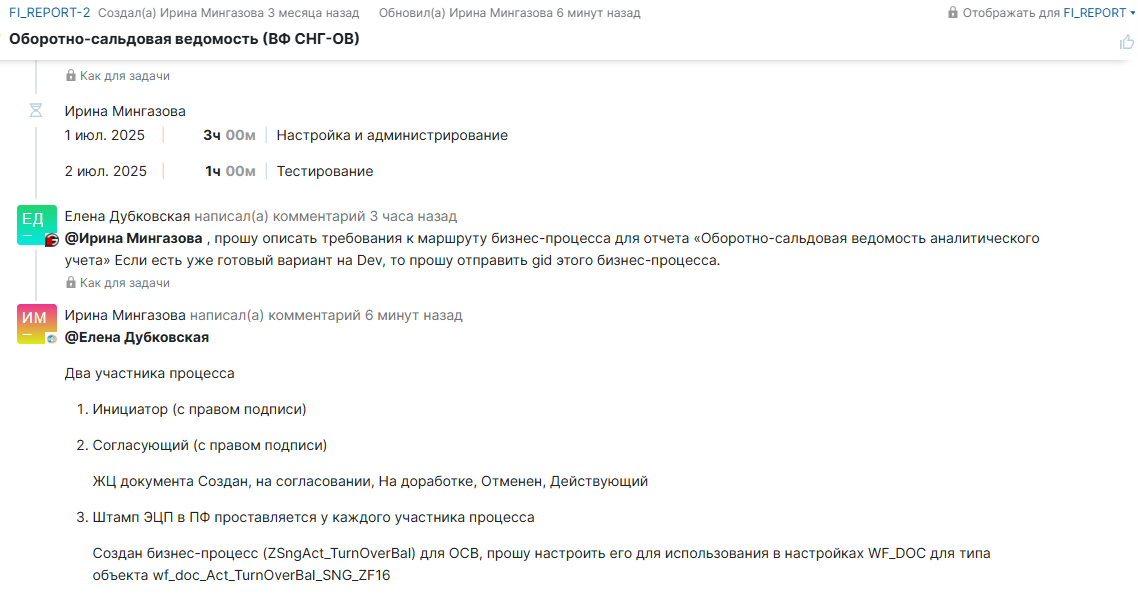 FI_REPORT-2 Создал(а) Ирина Мингазова 3 месяца назад Обновил(а) Ирина Мингазова 6 минут назад Отображать для FI_REPORT
Оборотно-сальдовая ведомость (ВФ СНГ-ОВ)
Как для задачи
Ирина Мингазова
1 июл. 2025 3ч 00м Настройка и администрирование
2 июл. 2025 1ч 00м Тестирование
ЕД
Елена Дубковская написал(а) комментарий 3 часа назад
@Ирина Мингазова , прошу описать требования к маршруту бизнес-процесса для отчета «Оборотно-сальдовая ведомость аналитического
учета» Если есть уже готовый вариант на Dev, то прошу отправить gid этого бизнес-процесса.
Как для задачи
ИМ
Ирина Мингазова написал(а) комментарий 6 минут назад
@Елена Дубковская
Два участника процесса
1. Инициатор (с правом подписи)
2. Согласующий (с правом подписи)
ЖЦ документа Создан, на согласовании, На доработке, Отменен, Действующий
3. Штамп ЭЦП в ПФ проставляется у каждого участника процесса
Создан бизнес-процесс (ZSngAct_TurnOverBal) для ОСВ, прошу настроить его для использования в настройках WF_DOC для типа
объекта wf_doc_Act_TurnOverBal_SNG_ZF16